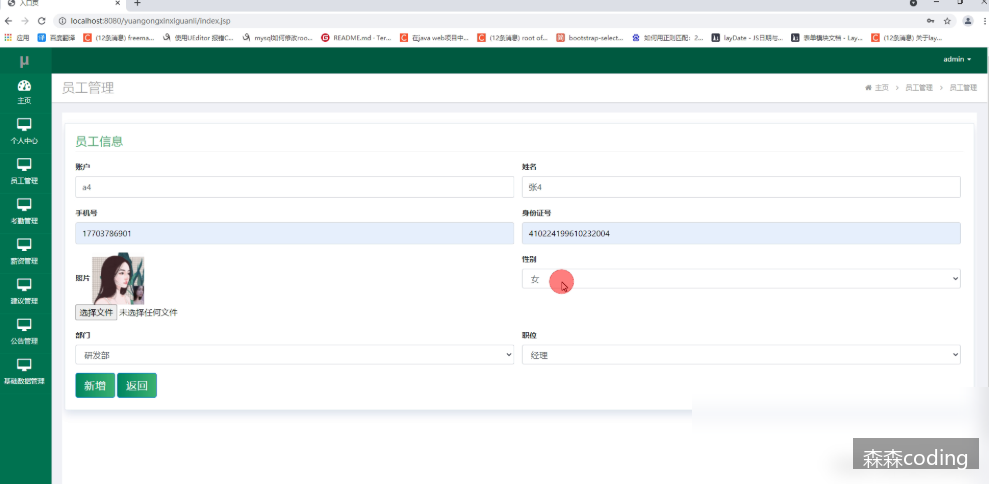 入口页
localhost:8080/yuangongxinxiguanli/index.jsp
应用 百度翻译 (12条消息) freema... 使用UEditor 报错C... mysql如何修改roo... README.md · Ter... 在java web项目中... (12条消息) root of... bootstrap-select... 如何用正则匹配：2... layDate - JS日期与... 表单模块文档 - Lay... (12条消息) 关于lay...
μ
admin
主页
员工管理
主页 > 员工管理 > 员工管理
个人中心
员工管理
考勤管理
薪资管理
建议管理
公告管理
基础数据管理
员工信息
账户
a4
姓名
张4
手机号
17703786901
身份证号
410224199610232004
照片
选择文件 未选择任何文件
性别
女
部门
研发部
职位
经理
新增 返回
森森coding